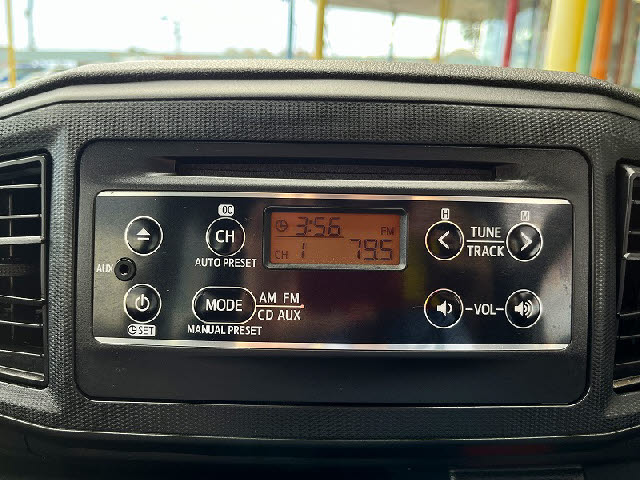 OC
CH
AUTO PRESET
3:56
FM
CH 1 79.5
H M
TUNE
TRACK
MODE
AM FM
CD AUX
MANUAL PRESET
SET
-VOL-